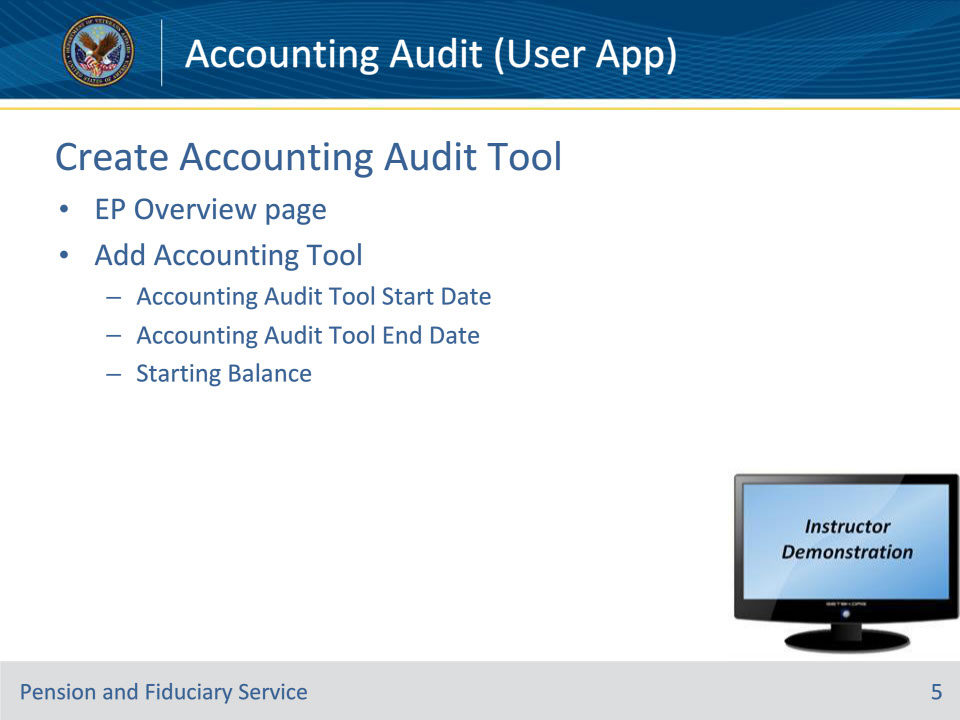 Accounting Audit (User App)
Create Accounting Audit Tool
• EP Overview page
• Add Accounting Tool
– Accounting Audit Tool Start Date
– Accounting Audit Tool End Date
– Starting Balance
Instructor
Demonstration
Pension and Fiduciary Service
5